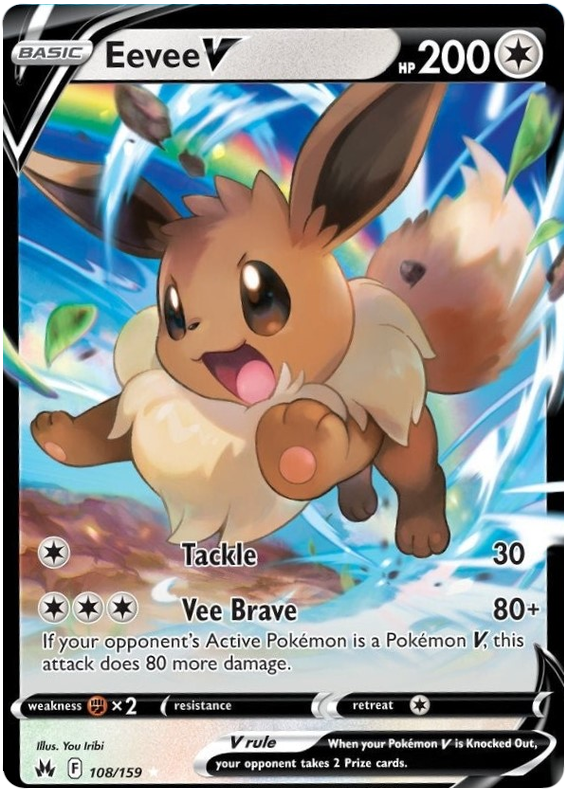 BASIC Eevee V HP 200
Tackle 30
Vee Brave 80+
If your opponent's Active Pokémon is a Pokémon V, this
attack does 80 more damage.
weakness ×2 resistance retreat
Illus. You Iribi
V rule When your Pokémon V is Knocked Out,
your opponent takes 2 Prize cards.
F 108/159